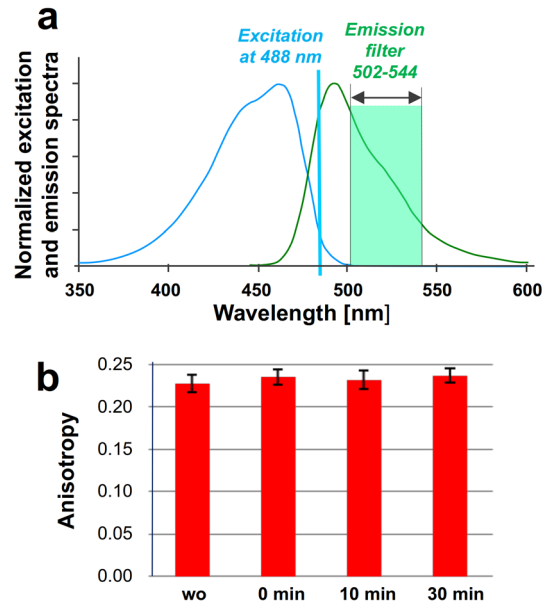 a
Excitation
at 488 nm
Emission
filter
502-544
Normalized excitation
and emission spectra
350 400 450 500 550 600
Wavelength [nm]
b
0.25
0.20
0.15
0.10
0.05
0.00
Anisotropy
wo 0 min 10 min 30 min